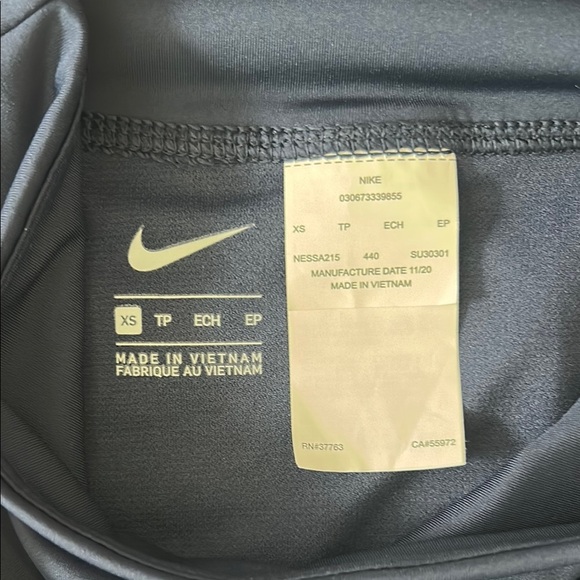 XS TP ECH EP
MADE IN VIETNAM
FABRIQUE AU VIETNAM
NIKE
030673339855
XS TP ECH EP
NESSA215 440 SU30301
MANUFACTURE DATE 11/20
MADE IN VIETNAM
RN#37763 CA#55972